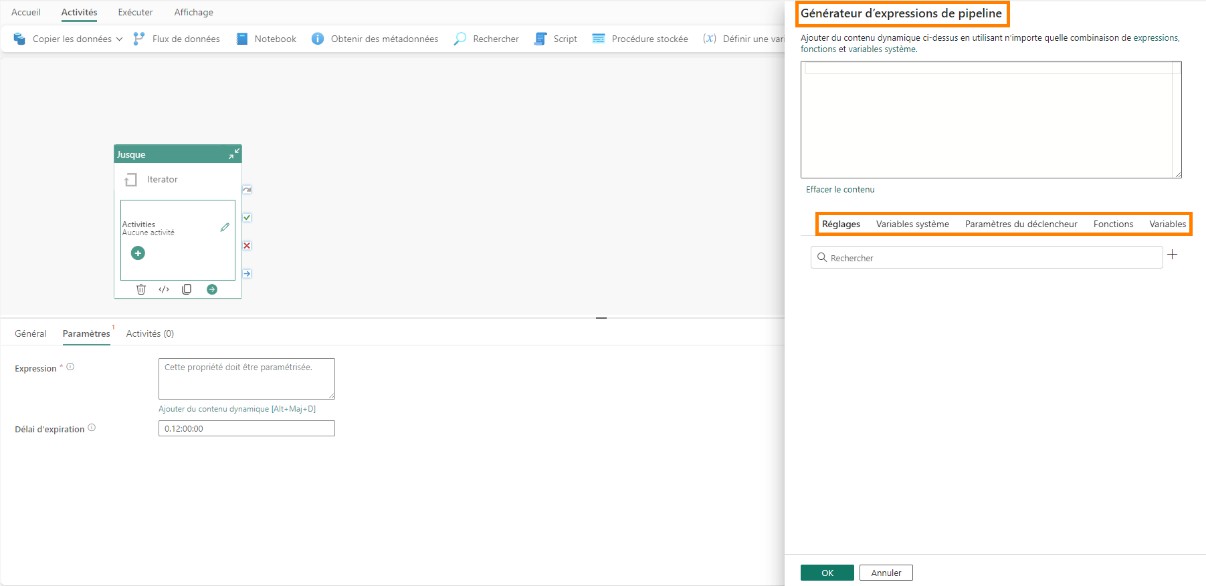 Accueil Activités Exécuter Affichage
Copier les données Flux de données Notebook Obtenir des métadonnées Rechercher Script Procédure stockée (x) Définir une vari
Jusque
Iterator
Activities
Aucune activité
Général Paramètres 1 Activités (0)
Expression *
Cette propriété doit être paramétrisée.
Ajouter du contenu dynamique [Alt+Maj+D]
Délai d'expiration
0.12:00:00
Générateur d'expressions de pipeline
Ajouter du contenu dynamique ci-dessus en utilisant n'importe quelle combinaison de expressions,
fonctions et variables système.
Effacer le contenu
Réglages Variables système Paramètres du déclencheur Fonctions Variables
Rechercher
OK Annuler